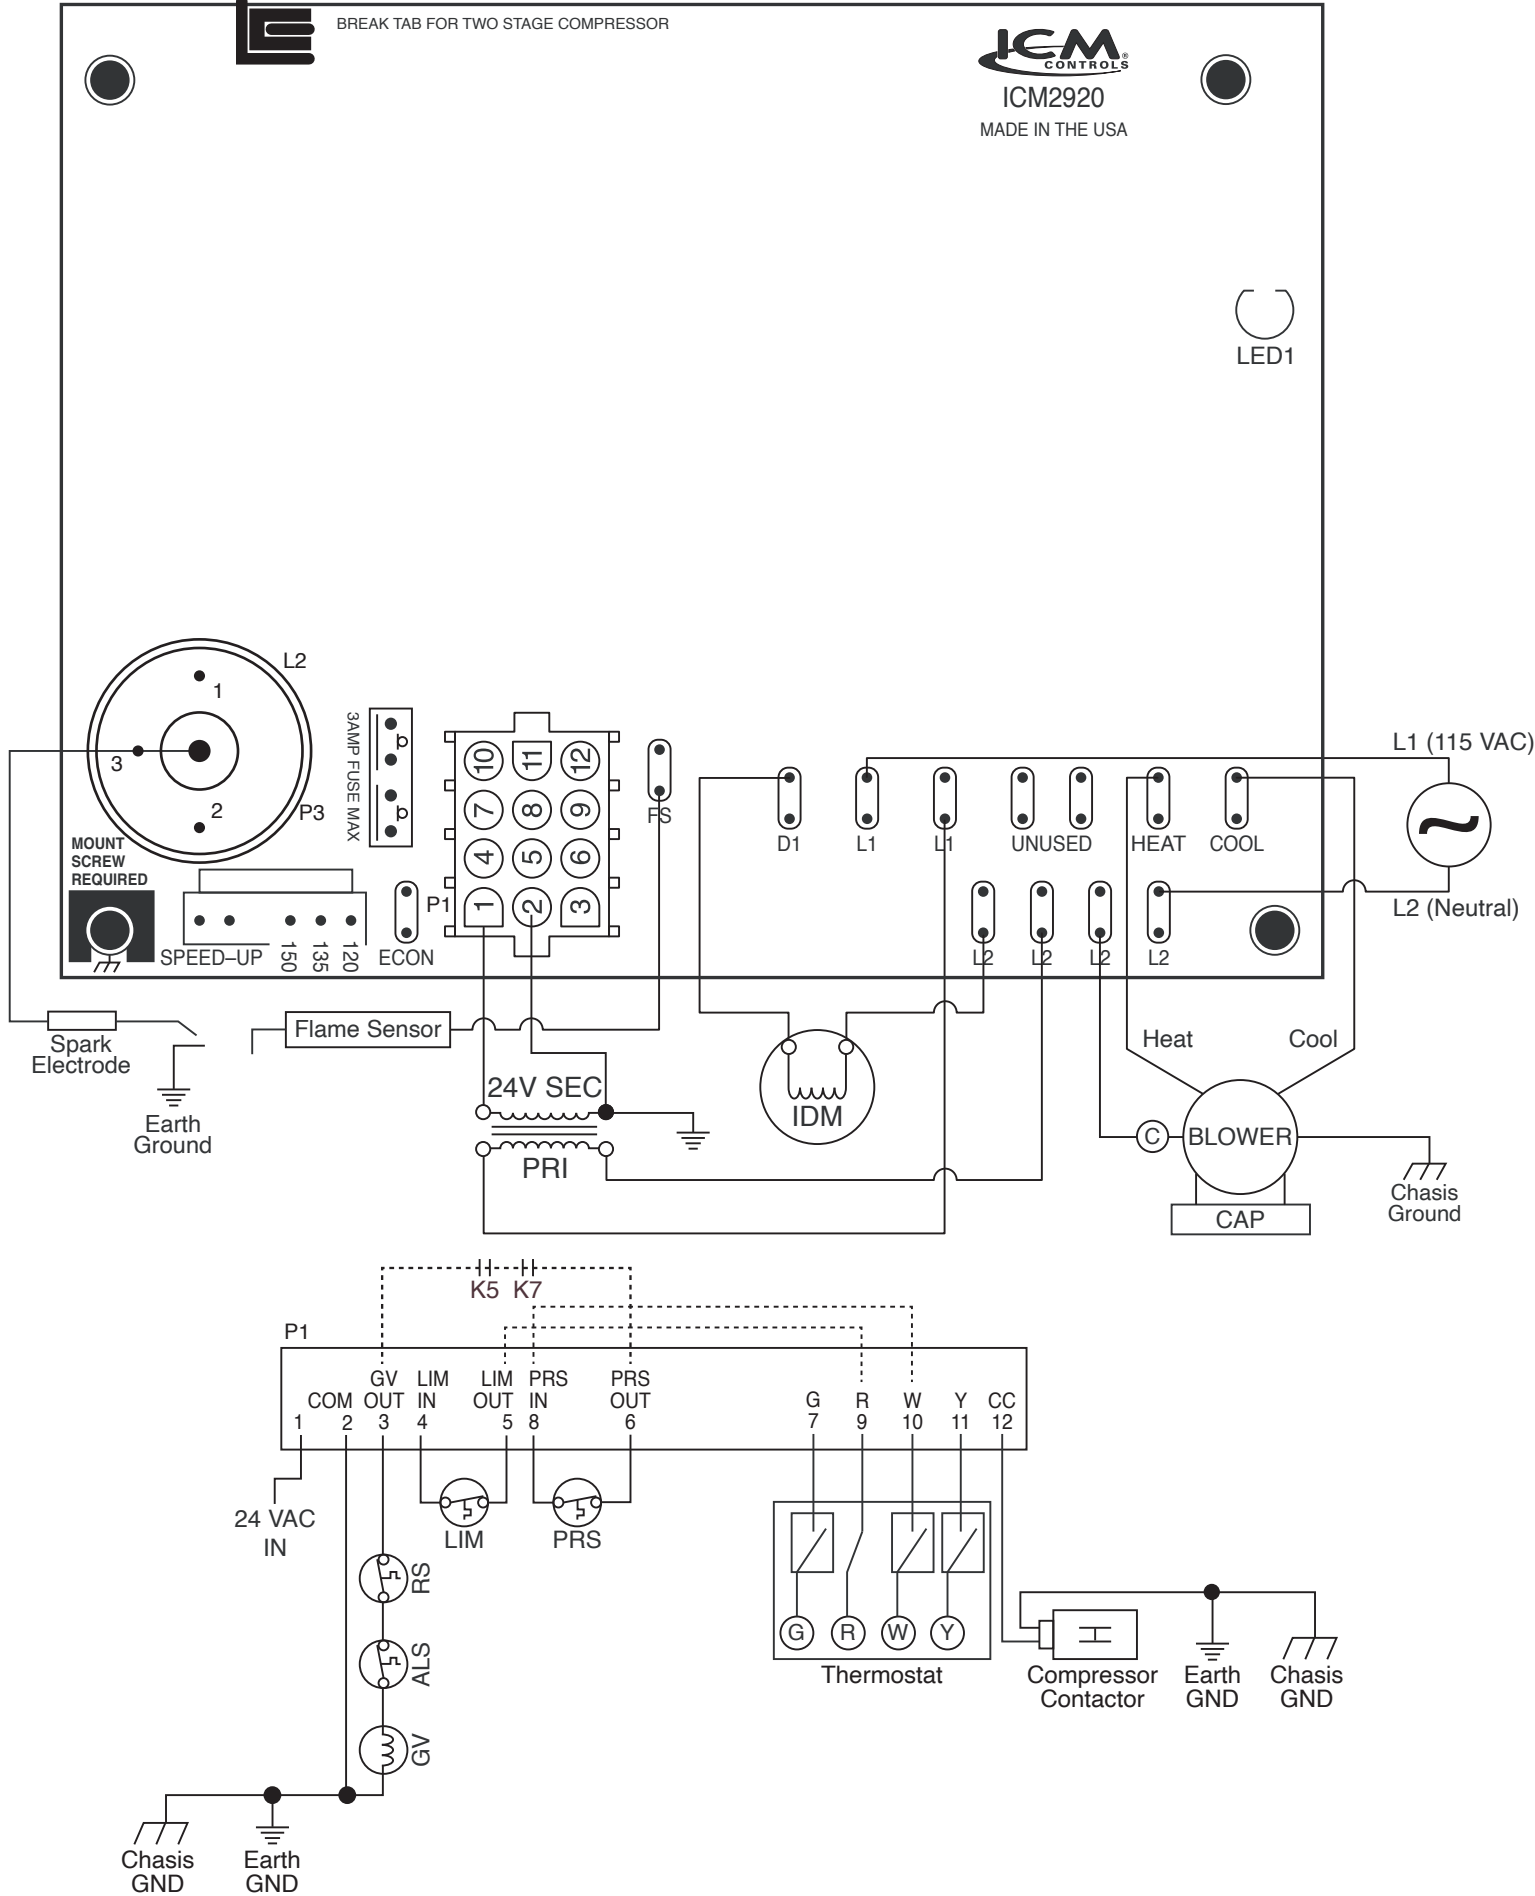 BREAK TAB FOR TWO STAGE COMPRESSOR
ICM®
CONTROLS
ICM2920
MADE IN THE USA
LED1
L2
1
3
2
P3
3AMP FUSE MAX
MOUNT
SCREW
REQUIRED
SPEED–UP
150
135
120
ECON
P1
10
11
12
7
8
9
4
5
6
1
2
3
FS
D1
L1
L1
UNUSED
HEAT
COOL
L2
L2
L2
L2
L1 (115 VAC)
L2 (Neutral)
Spark
Electrode
Flame Sensor
Earth
Ground
24V SEC
PRI
IDM
Heat
Cool
C
BLOWER
CAP
Chasis
Ground
K5
K7
P1
1
COM
2
GV
OUT
3
LIM
IN
4
LIM
OUT
5
PRS
IN
8
PRS
OUT
6
G
7
R
9
W
10
Y
11
CC
12
24 VAC
IN
LIM
PRS
RS
ALS
GV
G
R
W
Y
Thermostat
Compressor
Contactor
Earth
GND
Chasis
GND
Chasis
GND
Earth
GND